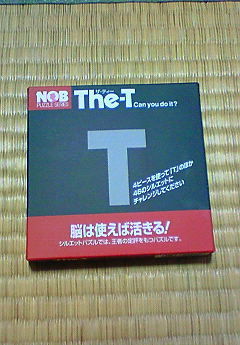 NOB
PUZZLE SERIES
ザ・ティー
The-T
Can you do it?
T
4ピースを使って「T」のほか
46のシルエットに
チャレンジしてください
脳は使えば活きる!
シルエットパズルでは、王者の定評をもつパズルです。